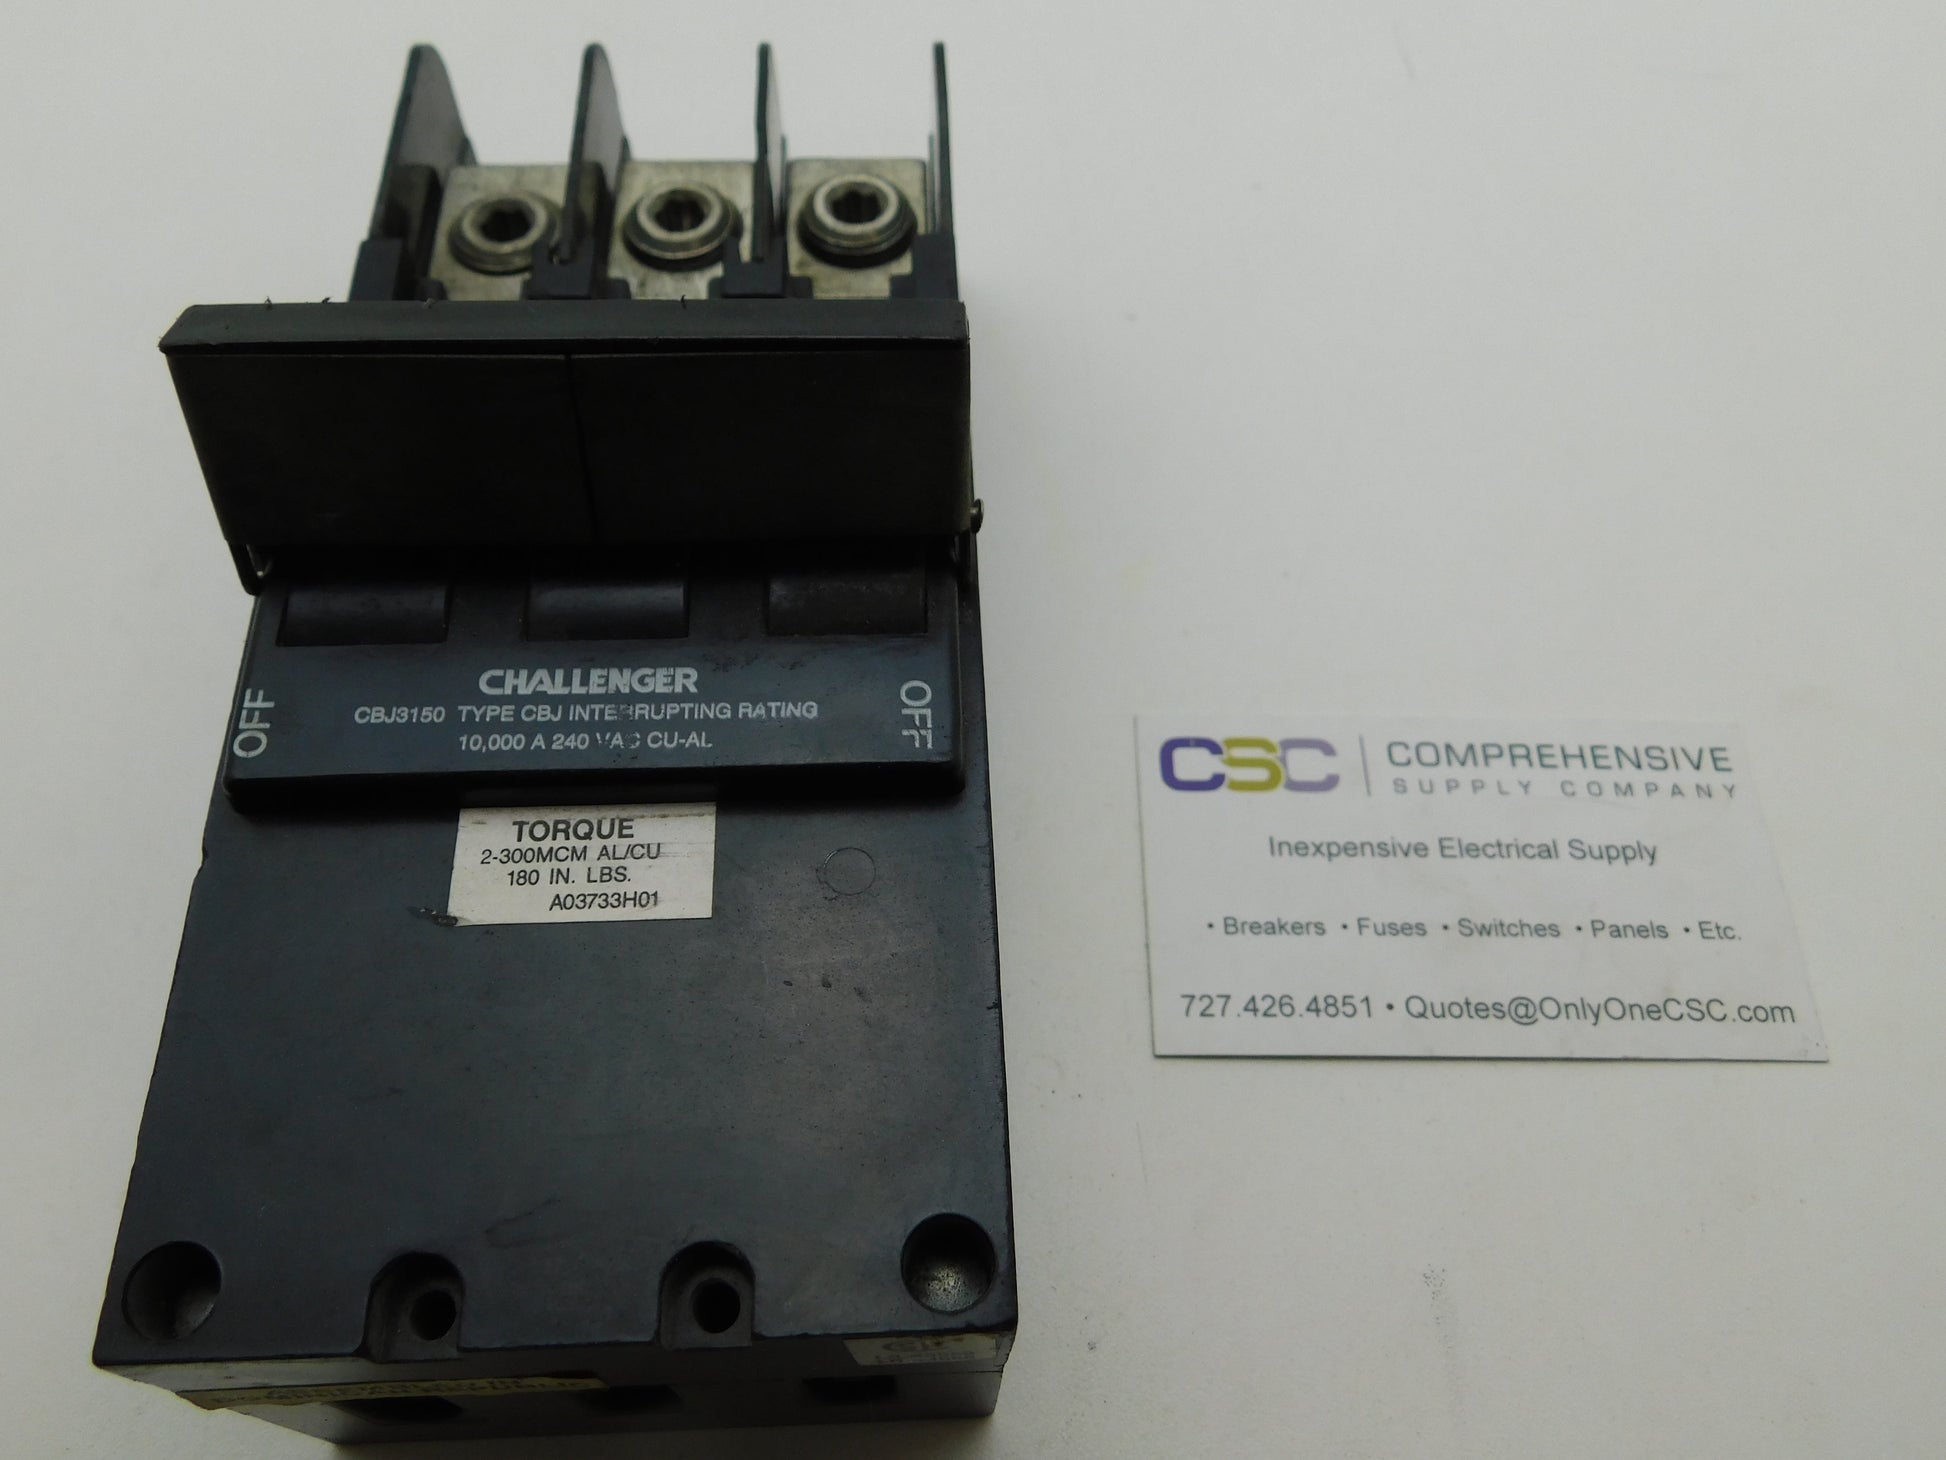 CHALLENGER
CBJ3150 TYPE CBJ INTERRUPTING RATING
10,000 A 240 VAC CU-AL
OFF
OFF
TORQUE
2-300MCM AL/CU
180 IN. LBS.
A03733H01
CSC COMPREHENSIVE
SUPPLY COMPANY
Inexpensive Electrical Supply
• Breakers • Fuses • Switches • Panels • Etc.
727.426.4851 • Quotes@OnlyOneCSC.com